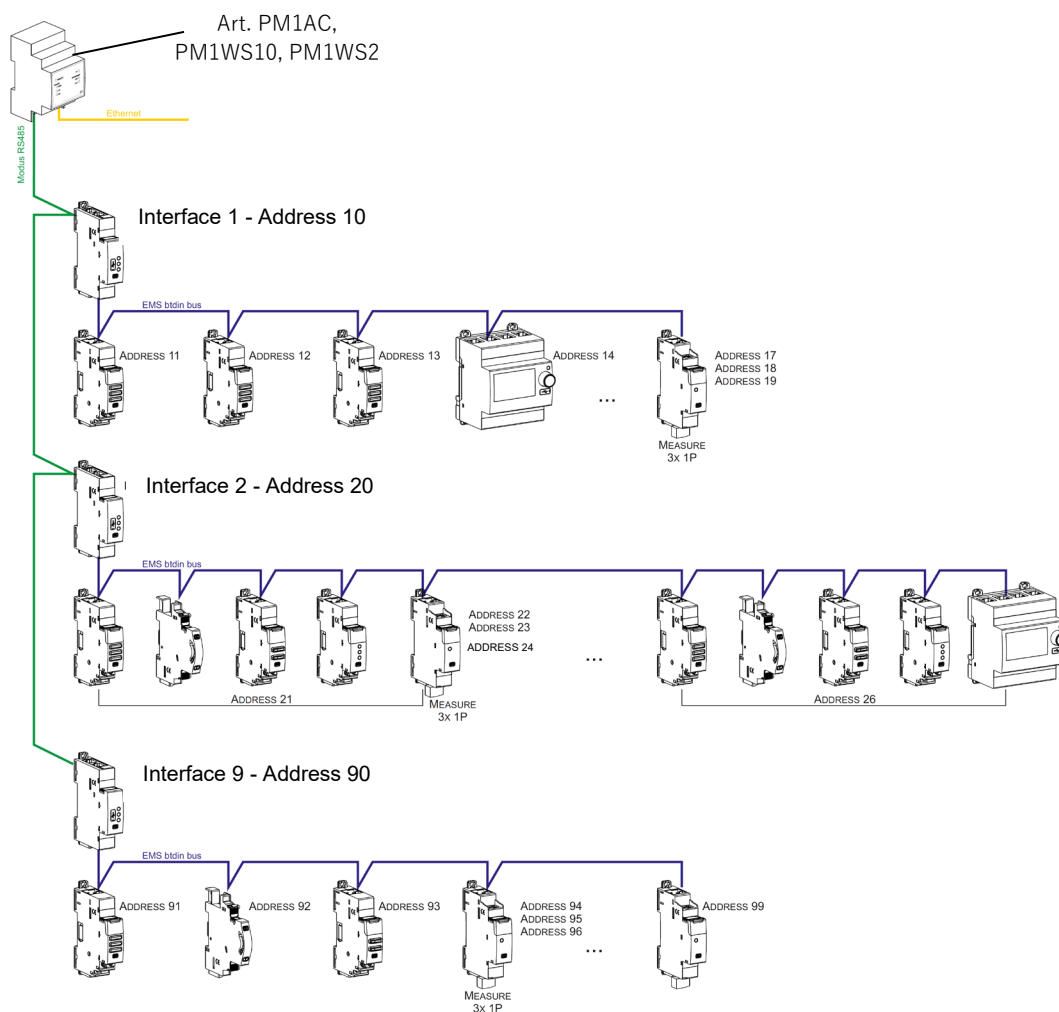 Art. PM1AC,
PM1WS10, PM1WS2
Ethernet
Modus RS485
Interface 1 - Address 10
EMS btdin bus
ADDRESS 11
ADDRESS 12
ADDRESS 13
ADDRESS 14
ADDRESS 17
ADDRESS 18
ADDRESS 19
...
MEASURE
3X 1P
Interface 2 - Address 20
EMS btdin bus
ADDRESS 22
ADDRESS 23
ADDRESS 24
...
ADDRESS 21
ADDRESS 26
MEASURE
3X 1P
Interface 9 - Address 90
EMS btdin bus
ADDRESS 91
ADDRESS 92
ADDRESS 93
ADDRESS 94
ADDRESS 95
ADDRESS 96
ADDRESS 99
...
MEASURE
3X 1P